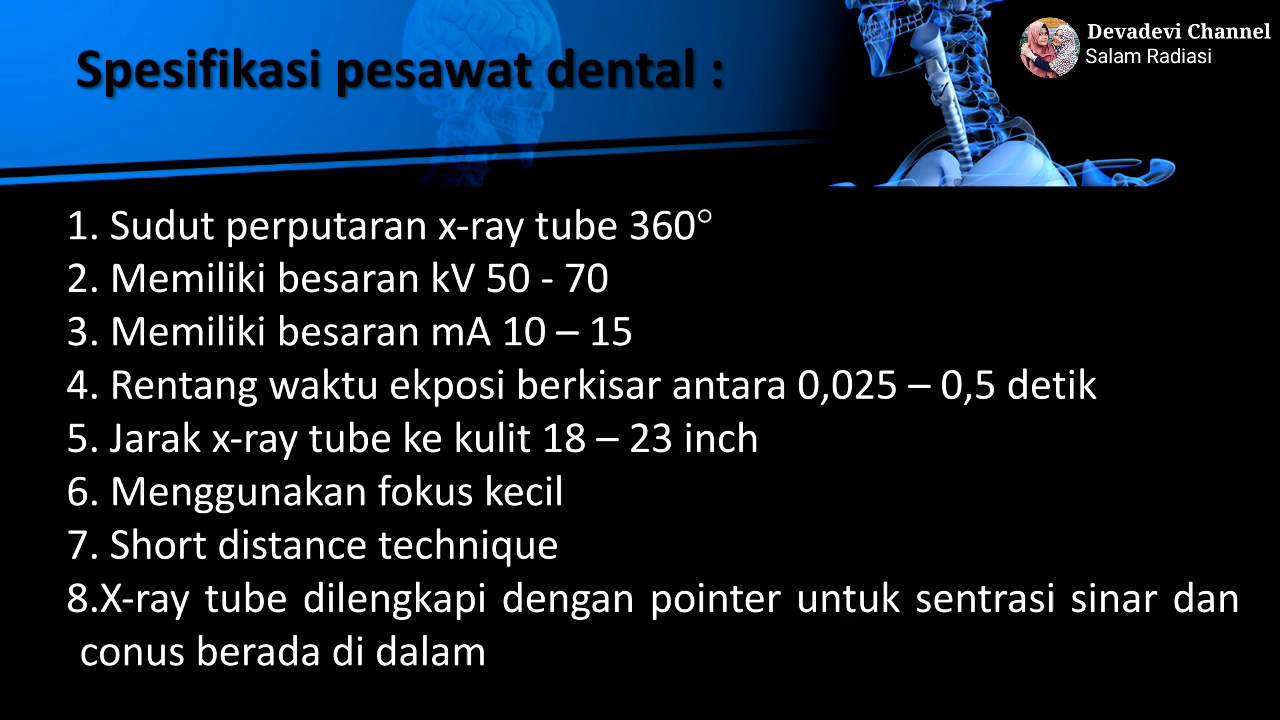 Spesifikasi pesawat dental :
Devadevi Channel
Salam Radiasi
1. Sudut perputaran x-ray tube 360°
2. Memiliki besaran kV 50 - 70
3. Memiliki besaran mA 10 – 15
4. Rentang waktu ekposi berkisar antara 0,025 – 0,5 detik
5. Jarak x-ray tube ke kulit 18 – 23 inch
6. Menggunakan fokus kecil
7. Short distance technique
8.X-ray tube dilengkapi dengan pointer untuk sentrasi sinar dan
conus berada di dalam